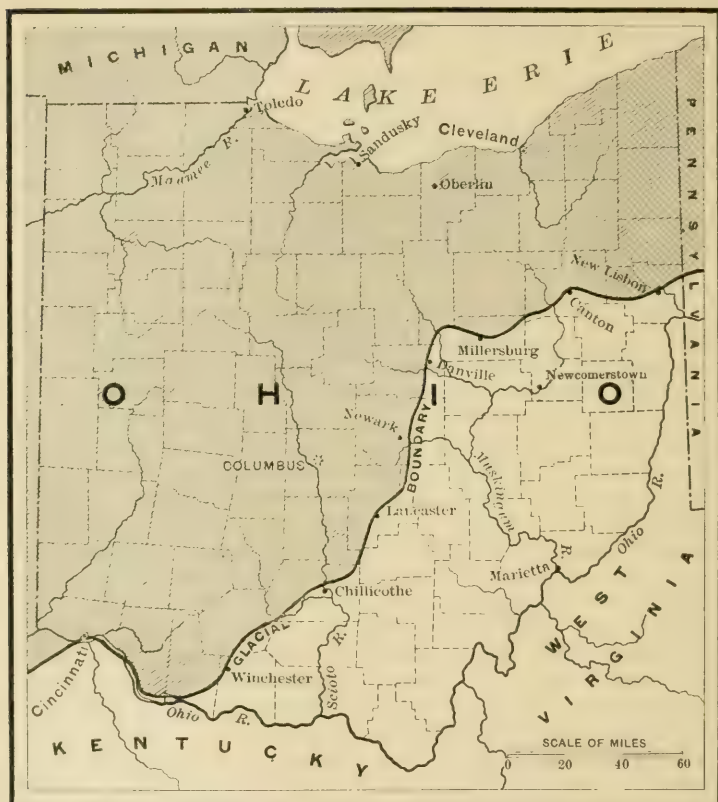 MICHIGAN
LAKE ERIE
Toledo
Maumee R.
Sandusky
Cleveland
Oberlin
PENNSYLVANIA
New Lisbon
Canton
Millersburg
Danville
Newcomerstown
OHIO
Newark
BOUNDARY
COLUMBUS
Muskingum
R.
Lancaster
Ohio
R.
Marietta
Chillicothe
WEST
VIRGINIA
GLACIAL
Scioto R.
Winchester
Cincinnati
Ohio R.
KENTUCKY
SCALE OF MILES
0 20 40 60